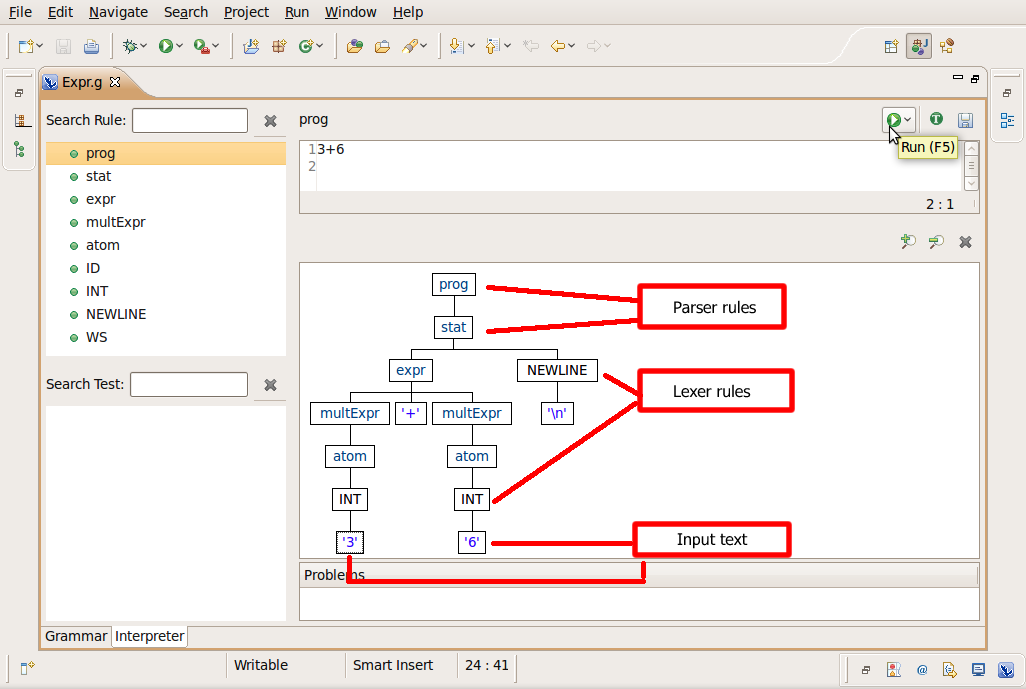 File Edit Navigate Search Project Run Window Help
Expr.g
Search Rule:
prog
stat
expr
multExpr
atom
ID
INT
NEWLINE
WS
Search Test:
prog
T
Run (F5)
1 3+6
2
2 : 1
prog
stat
expr NEWLINE
multExpr '+' multExpr '\n'
atom atom
INT INT
'3' '6'
Parser rules
Lexer rules
Input text
Problems
Grammar Interpreter
Writable Smart Insert 24 : 41
@